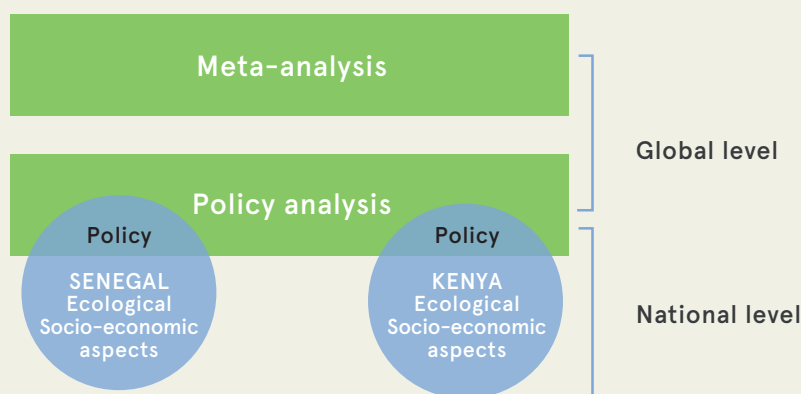 Meta-analysis
Global level
Policy analysis
Policy
SENEGAL
Ecological
Socio-economic
aspects
Policy
KENYA
Ecological
Socio-economic
aspects
National level